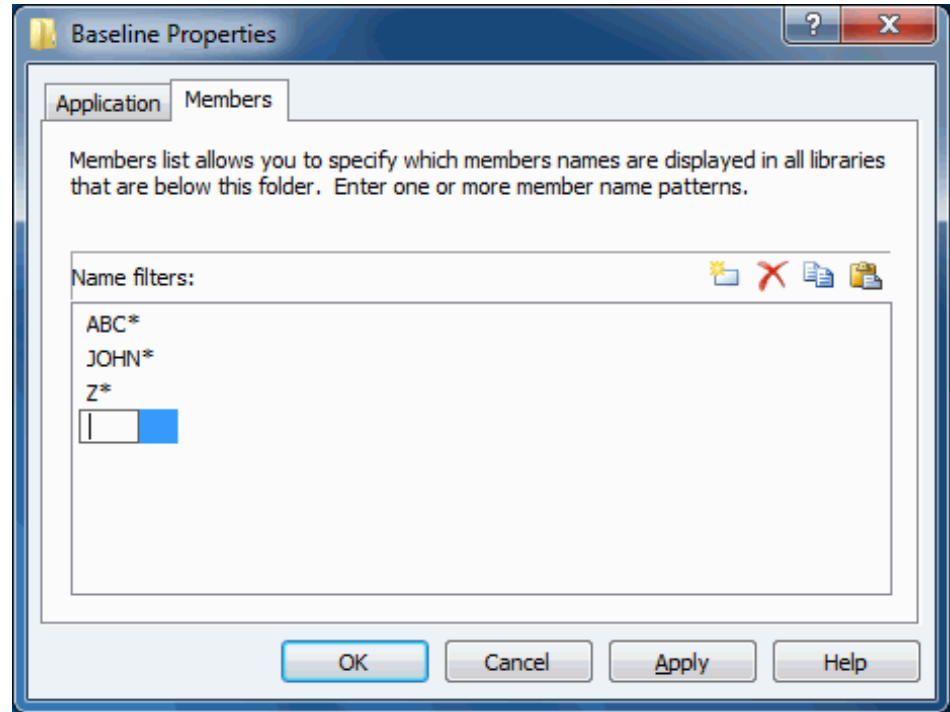 Baseline Properties
Application Members
Members list allows you to specify which members names are displayed in all libraries
that are below this folder. Enter one or more member name patterns.
Name filters:
ABC*
JOHN*
Z*
OK Cancel Apply Help